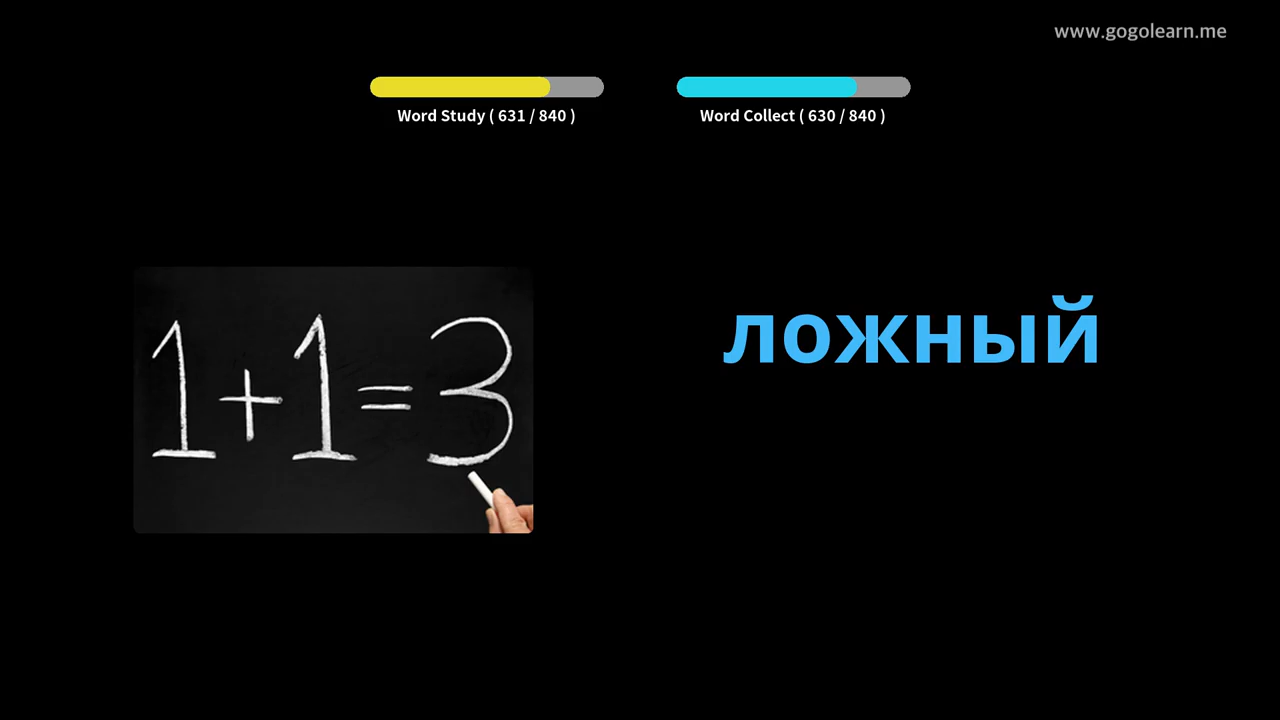 www.gogolearn.me
Word Study ( 631 / 840 )
Word Collect ( 630 / 840 )
1+1=3
ложный